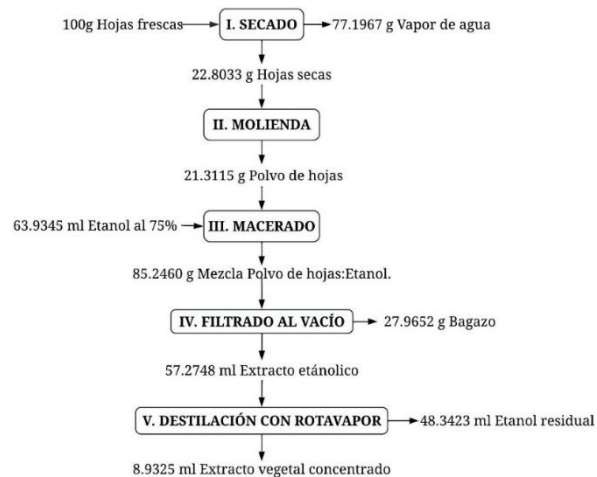 100g Hojas frescas
I. SECADO
77.1967 g Vapor de agua
22.8033 g Hojas secas
II. MOLIENDA
21.3115 g Polvo de hojas
63.9345 ml Etanol al 75%
III. MACERADO
85.2460 g Mezcla Polvo de hojas:Etanol.
IV. FILTRADO AL VACÍO
27.9652 g Bagazo
57.2748 ml Extracto etánolico
V. DESTILACIÓN CON ROTAVAPOR
48.3423 ml Etanol residual
8.9325 ml Extracto vegetal concentrado